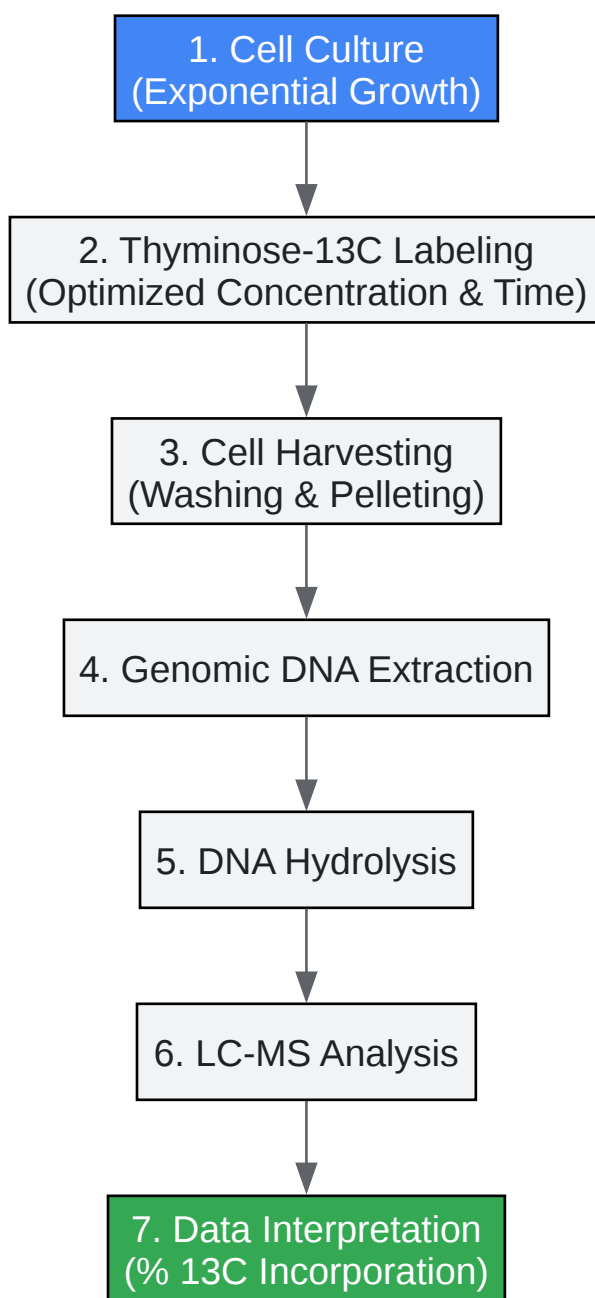 1. Cell Culture
(Exponential Growth)
2. Thyminose-13C Labeling
(Optimized Concentration & Time)
3. Cell Harvesting
(Washing & Pelleting)
4. Genomic DNA Extraction
5. DNA Hydrolysis
6. LC-MS Analysis
7. Data Interpretation
(% 13C Incorporation)